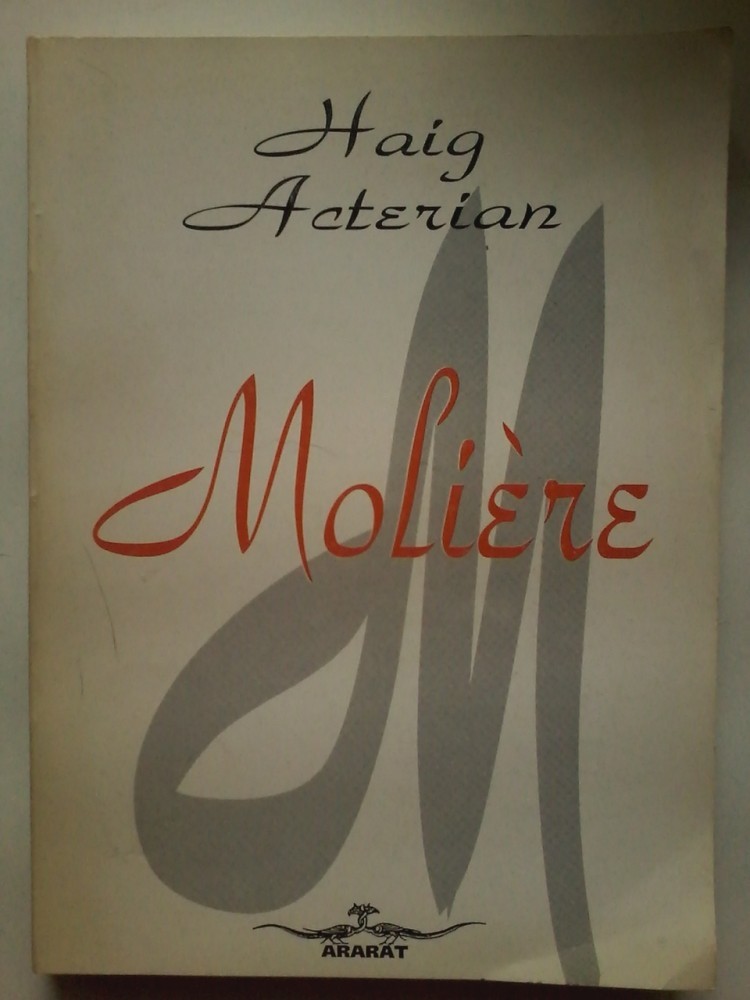 Haig
Acterian
Molière
M
ARARAT